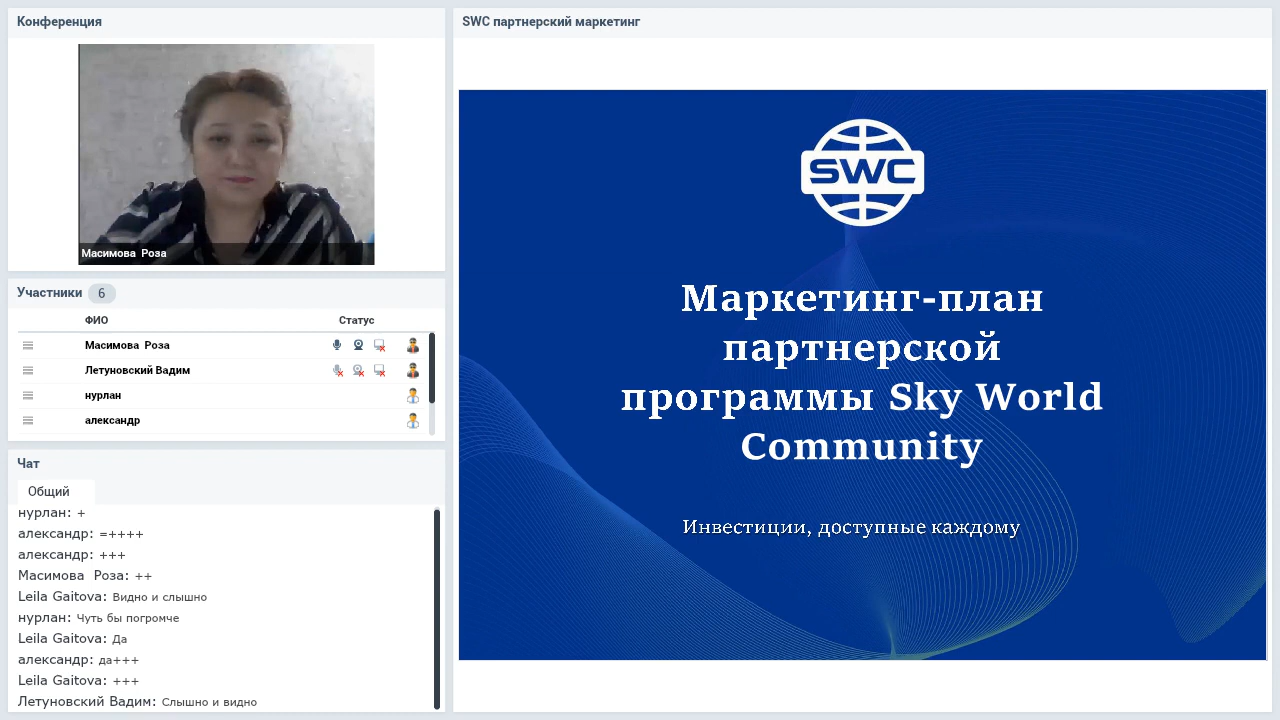 Конференция
Масимова  Роза
Участники 6
ФИО Статус
Масимова  Роза
Летуновский Вадим
нурлан
александр
Чат
Общий
нурлан: +
александр: =++++
александр: +++
Масимова  Роза: ++
Leila Gaitova: Видно и слышно
нурлан: Чуть бы погромче
Leila Gaitova: Да
александр: да+++
Leila Gaitova: +++
Летуновский Вадим: Слышно и видно
SWC партнерский маркетинг
SWC
Маркетинг-план
партнерской
программы Sky World
Community
Инвестиции, доступные каждому